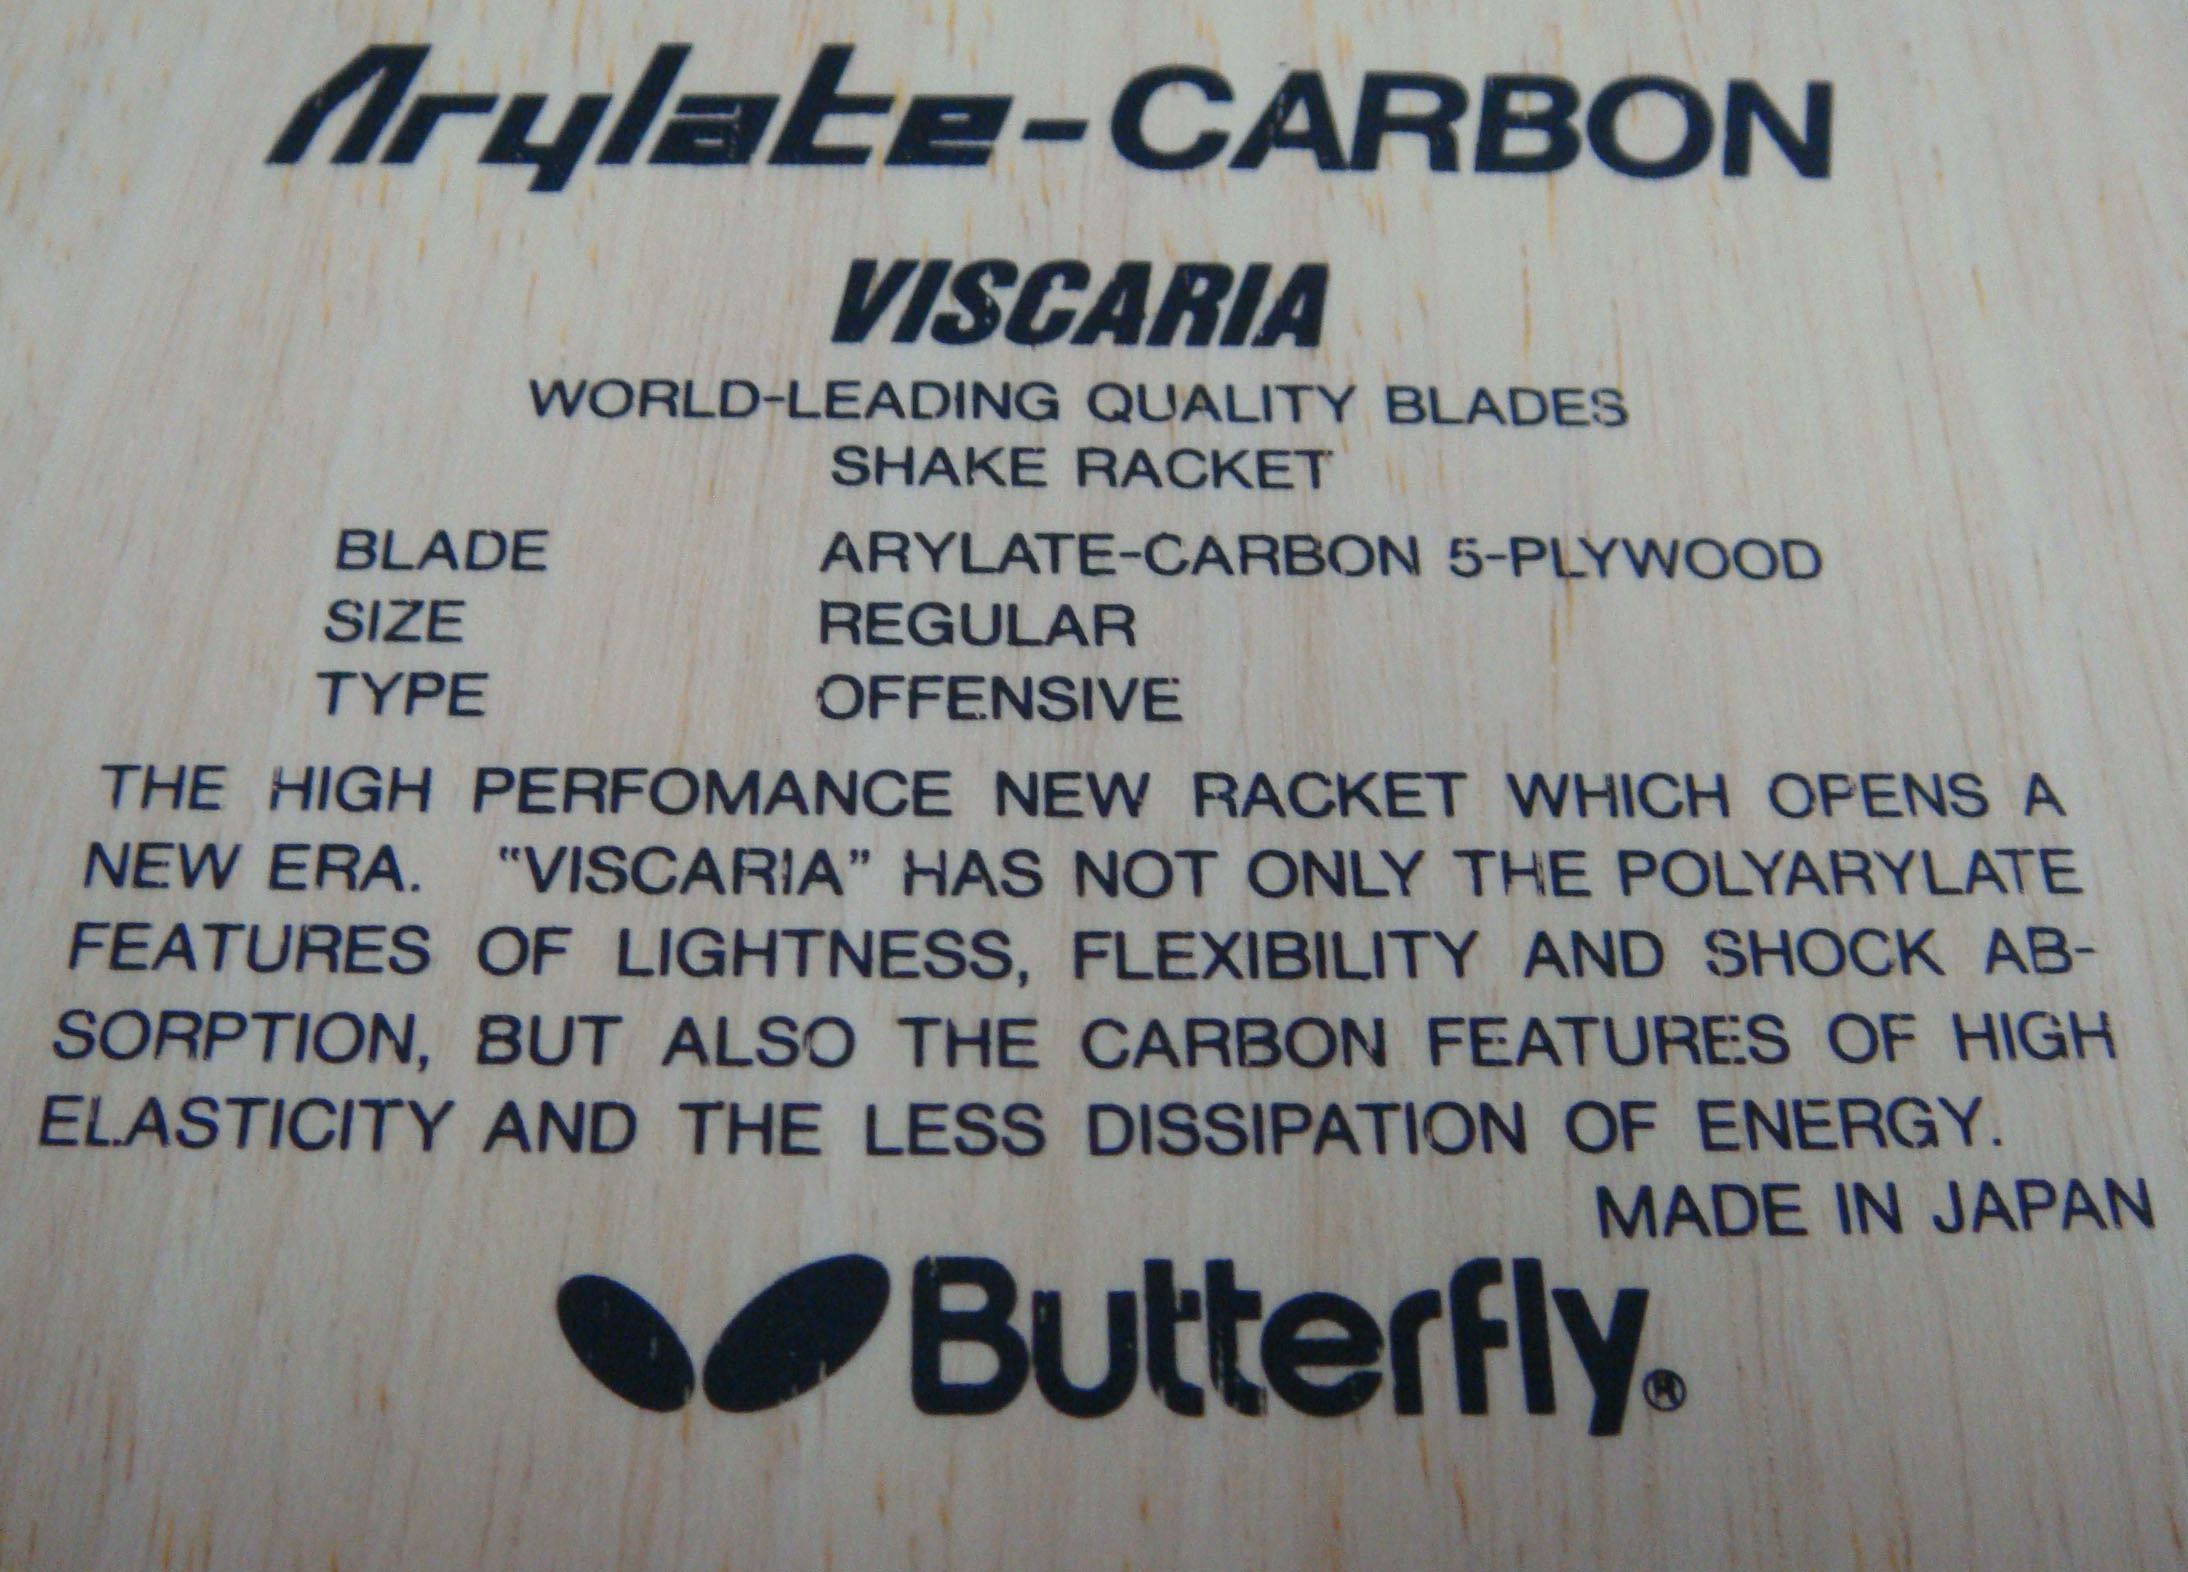 Arylate-CARBON
VISCARIA
WORLD-LEADING QUALITY BLADES
SHAKE RACKET
BLADE ARYLATE-CARBON 5-PLYWOOD
SIZE REGULAR
TYPE OFFENSIVE
THE HIGH PERFOMANCE NEW RACKET WHICH OPENS A
NEW ERA. “VISCARIA” HAS NOT ONLY THE POLYARYLATE
FEATURES OF LIGHTNESS, FLEXIBILITY AND SHOCK AB-
SORPTION, BUT ALSO THE CARBON FEATURES OF HIGH
ELASTICITY AND THE LESS DISSIPATION OF ENERGY.
MADE IN JAPAN
Butterfly®